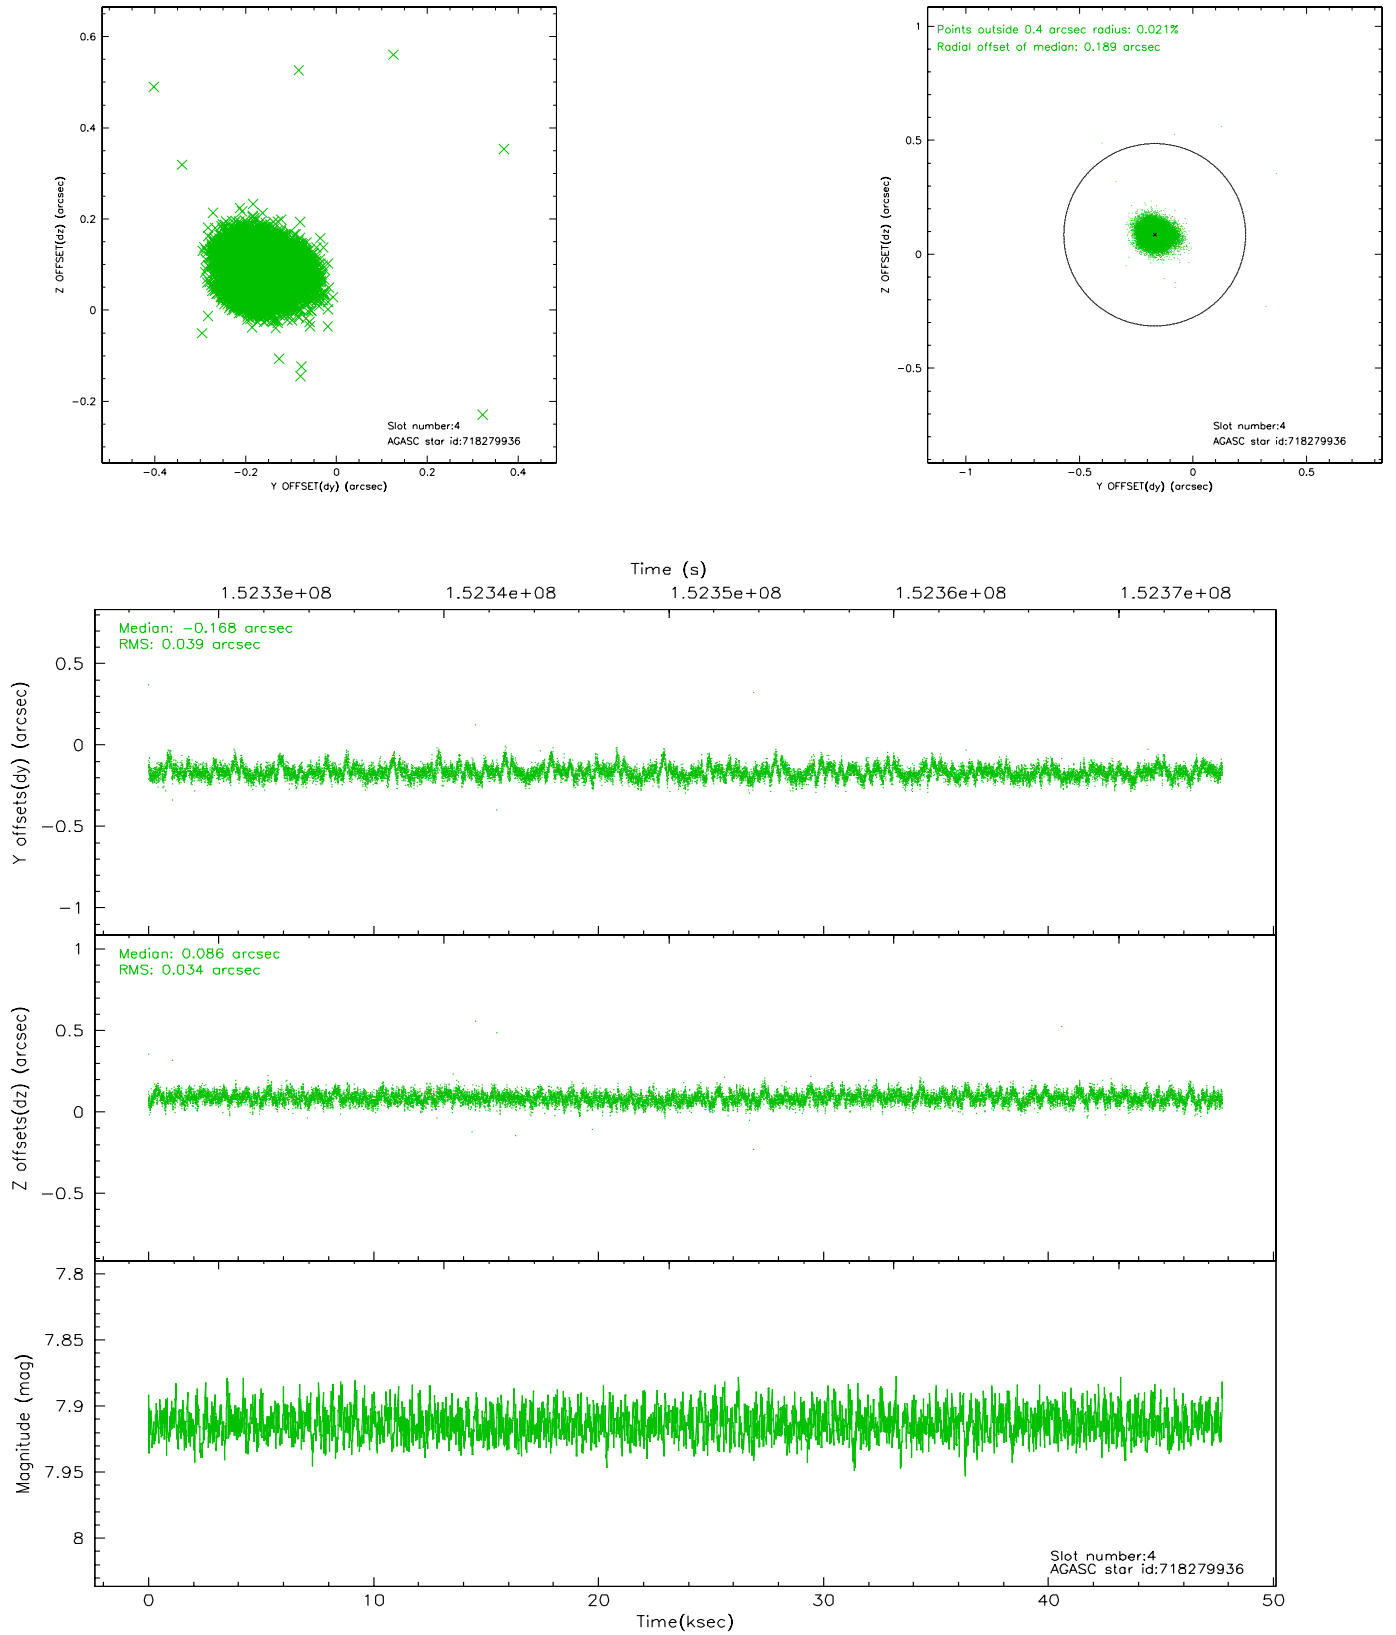 0.6
0.4
0.2
0
−0.2
Z OFFSET(dz) (arcsec)
Slot number:4
AGASC star id:718279936
−0.4 −0.2 0 0.2 0.4
Y OFFSET(dy) (arcsec)
Points outside 0.4 arcsec radius: 0.021%
Radial offset of median: 0.189 arcsec
1
0.5
0
−0.5
Z OFFSET(dz) (arcsec)
Slot number:4
AGASC star id:718279936
−1 −0.5 0 0.5
Y OFFSET(dy) (arcsec)
Time (s)
1.5233e+08 1.5234e+08 1.5235e+08 1.5236e+08 1.5237e+08
Median: −0.168 arcsec
RMS: 0.039 arcsec
0.5
0
−0.5
−1
Y offsets(dy) (arcsec)
Median: 0.086 arcsec
RMS: 0.034 arcsec
1
0.5
0
−0.5
Z offsets(dz) (arcsec)
7.8
7.85
7.9
7.95
8
Magnitude (mag)
Slot number:4
AGASC star id:718279936
0 10 20 30 40 50
Time(ksec)